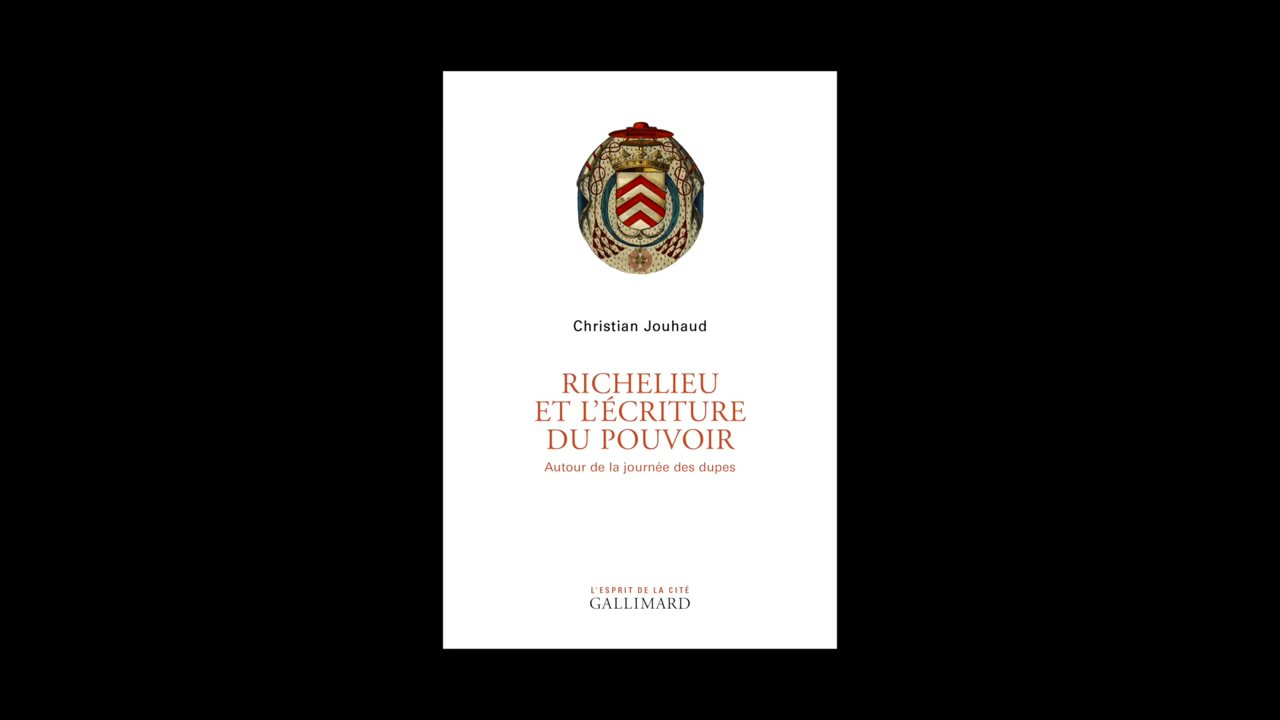 Christian Jouhaud
RICHELIEU
ET L'ÉCRITURE
DU POUVOIR
Autour de la journée des dupes
L'ESPRIT DE LA CITÉ
GALLIMARD